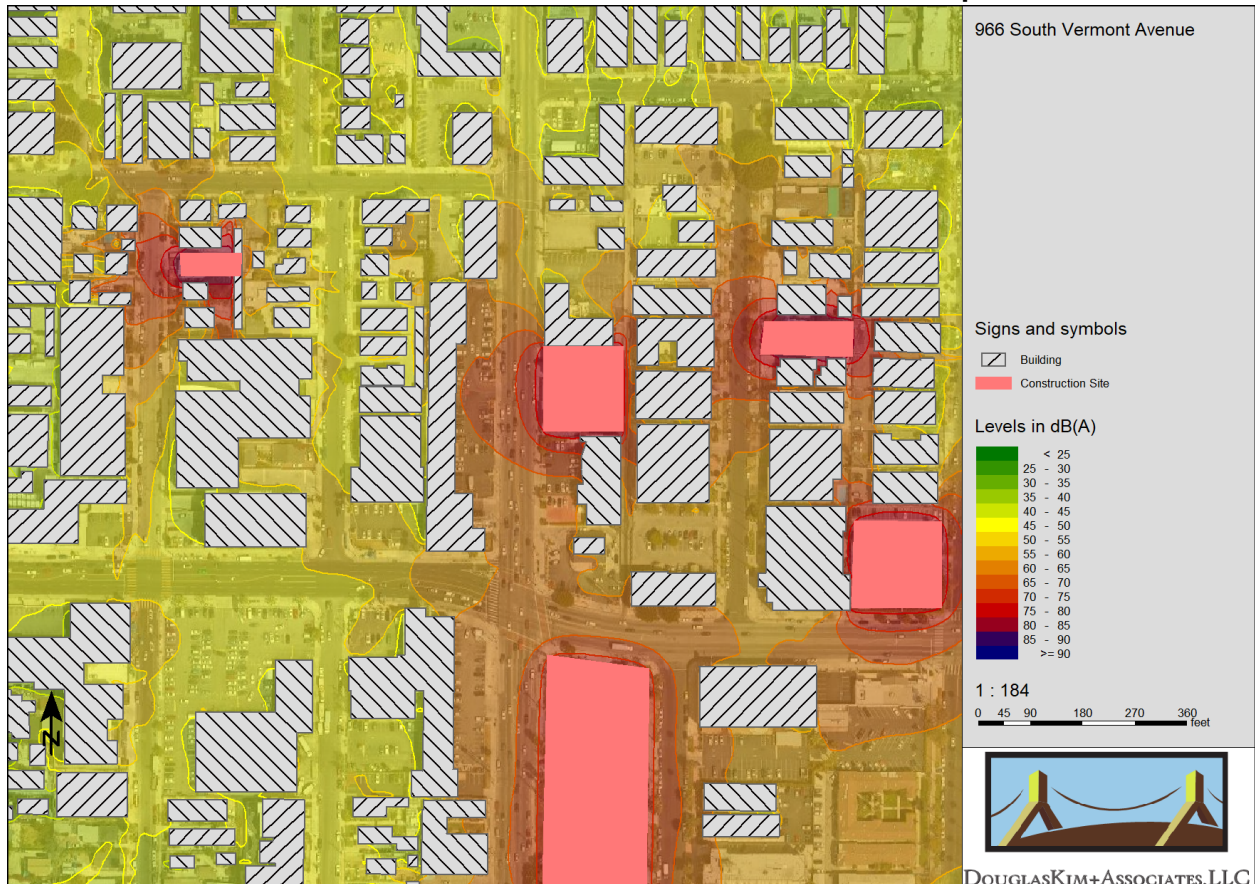 966 South Vermont Avenue
Signs and symbols
Building
Construction Site
Levels in dB(A)
< 25
25 - 30
30 - 35
35 - 40
40 - 45
45 - 50
50 - 55
55 - 60
60 - 65
65 - 70
70 - 75
75 - 80
80 - 85
85 - 90
>= 90
1 : 184
0 45 90 180 270 360
feet
N
DOUGLASKIM+ASSOCIATES, LLC